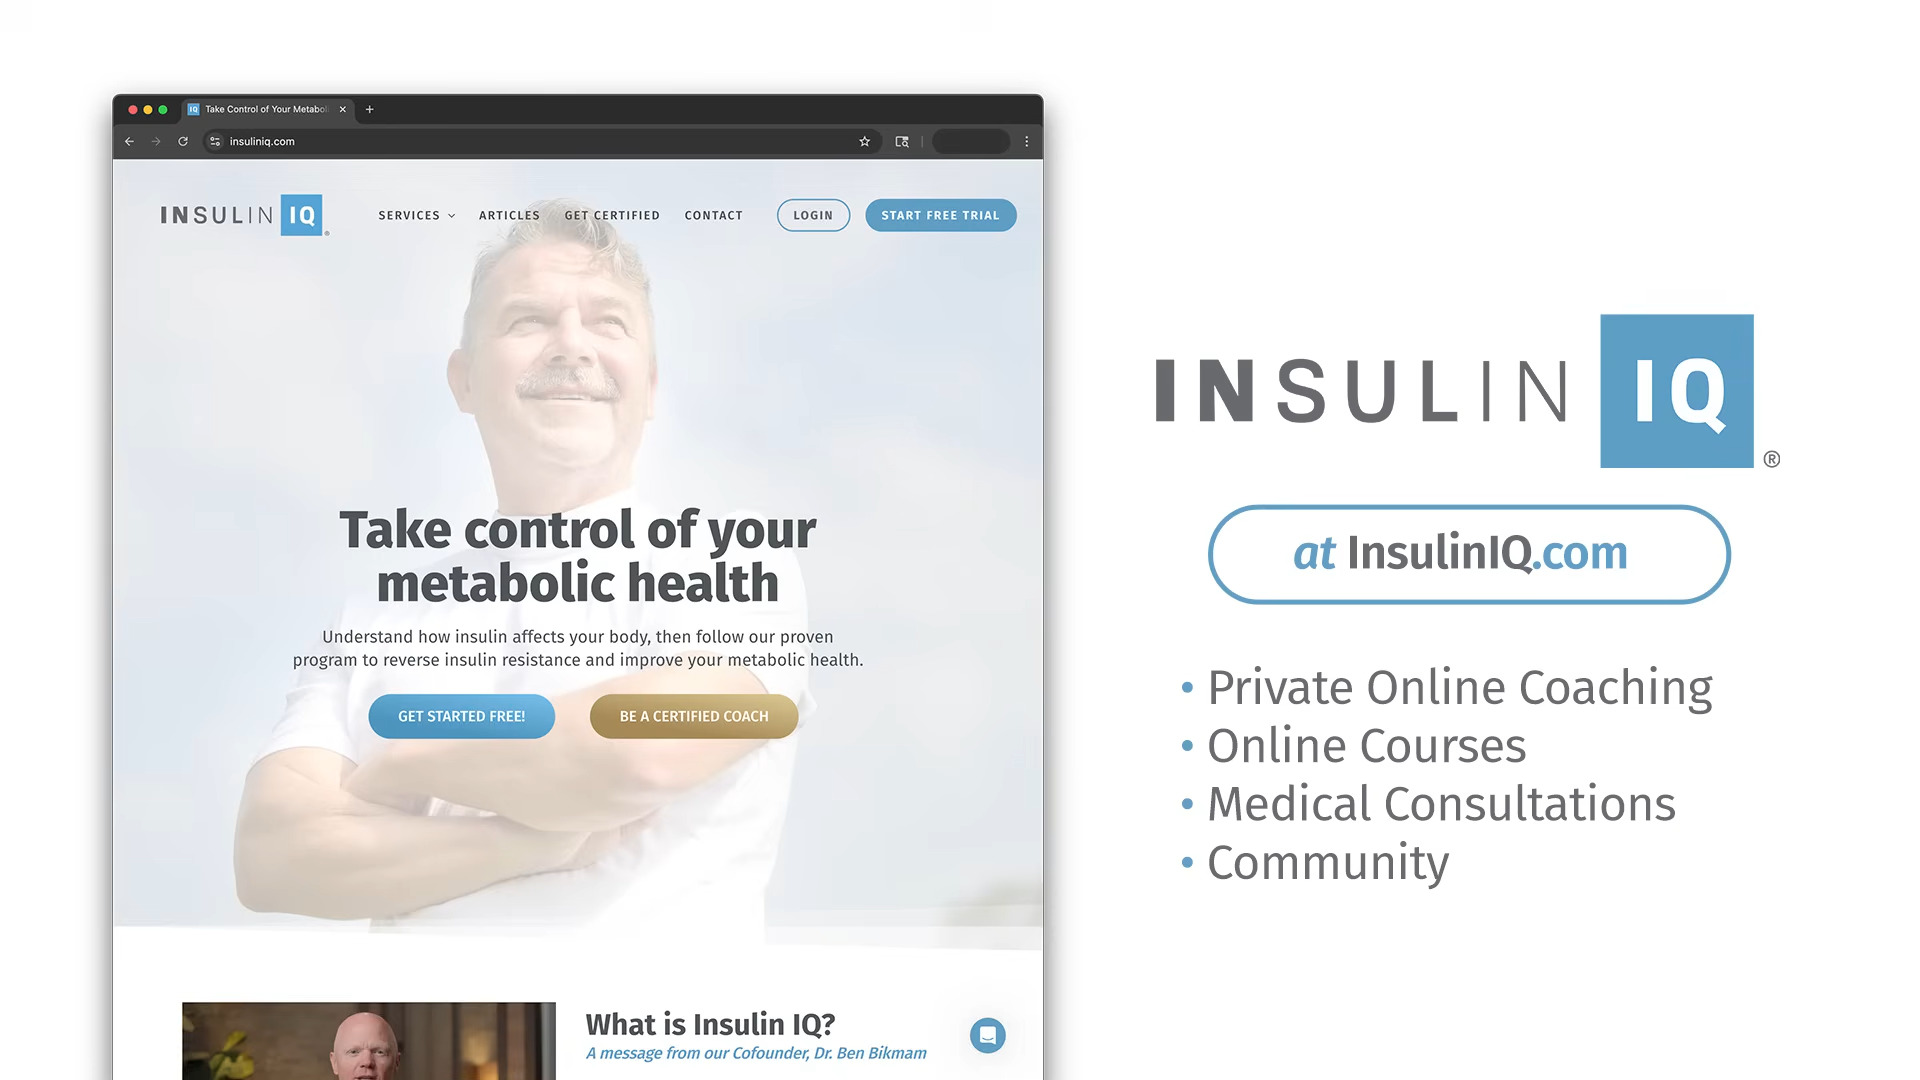 IQ Take Control of Your Metabol
insuliniq.com
INSULIN IQ
SERVICES ARTICLES GET CERTIFIED CONTACT LOGIN START FREE TRIAL
Take control of your
metabolic health
Understand how insulin affects your body, then follow our proven
program to reverse insulin resistance and improve your metabolic health.
GET STARTED FREE! BE A CERTIFIED COACH
What is Insulin IQ?
A message from our Cofounder, Dr. Ben Bikmam
INSULIN IQ ®
at InsulinIQ.com
• Private Online Coaching
• Online Courses
• Medical Consultations
• Community